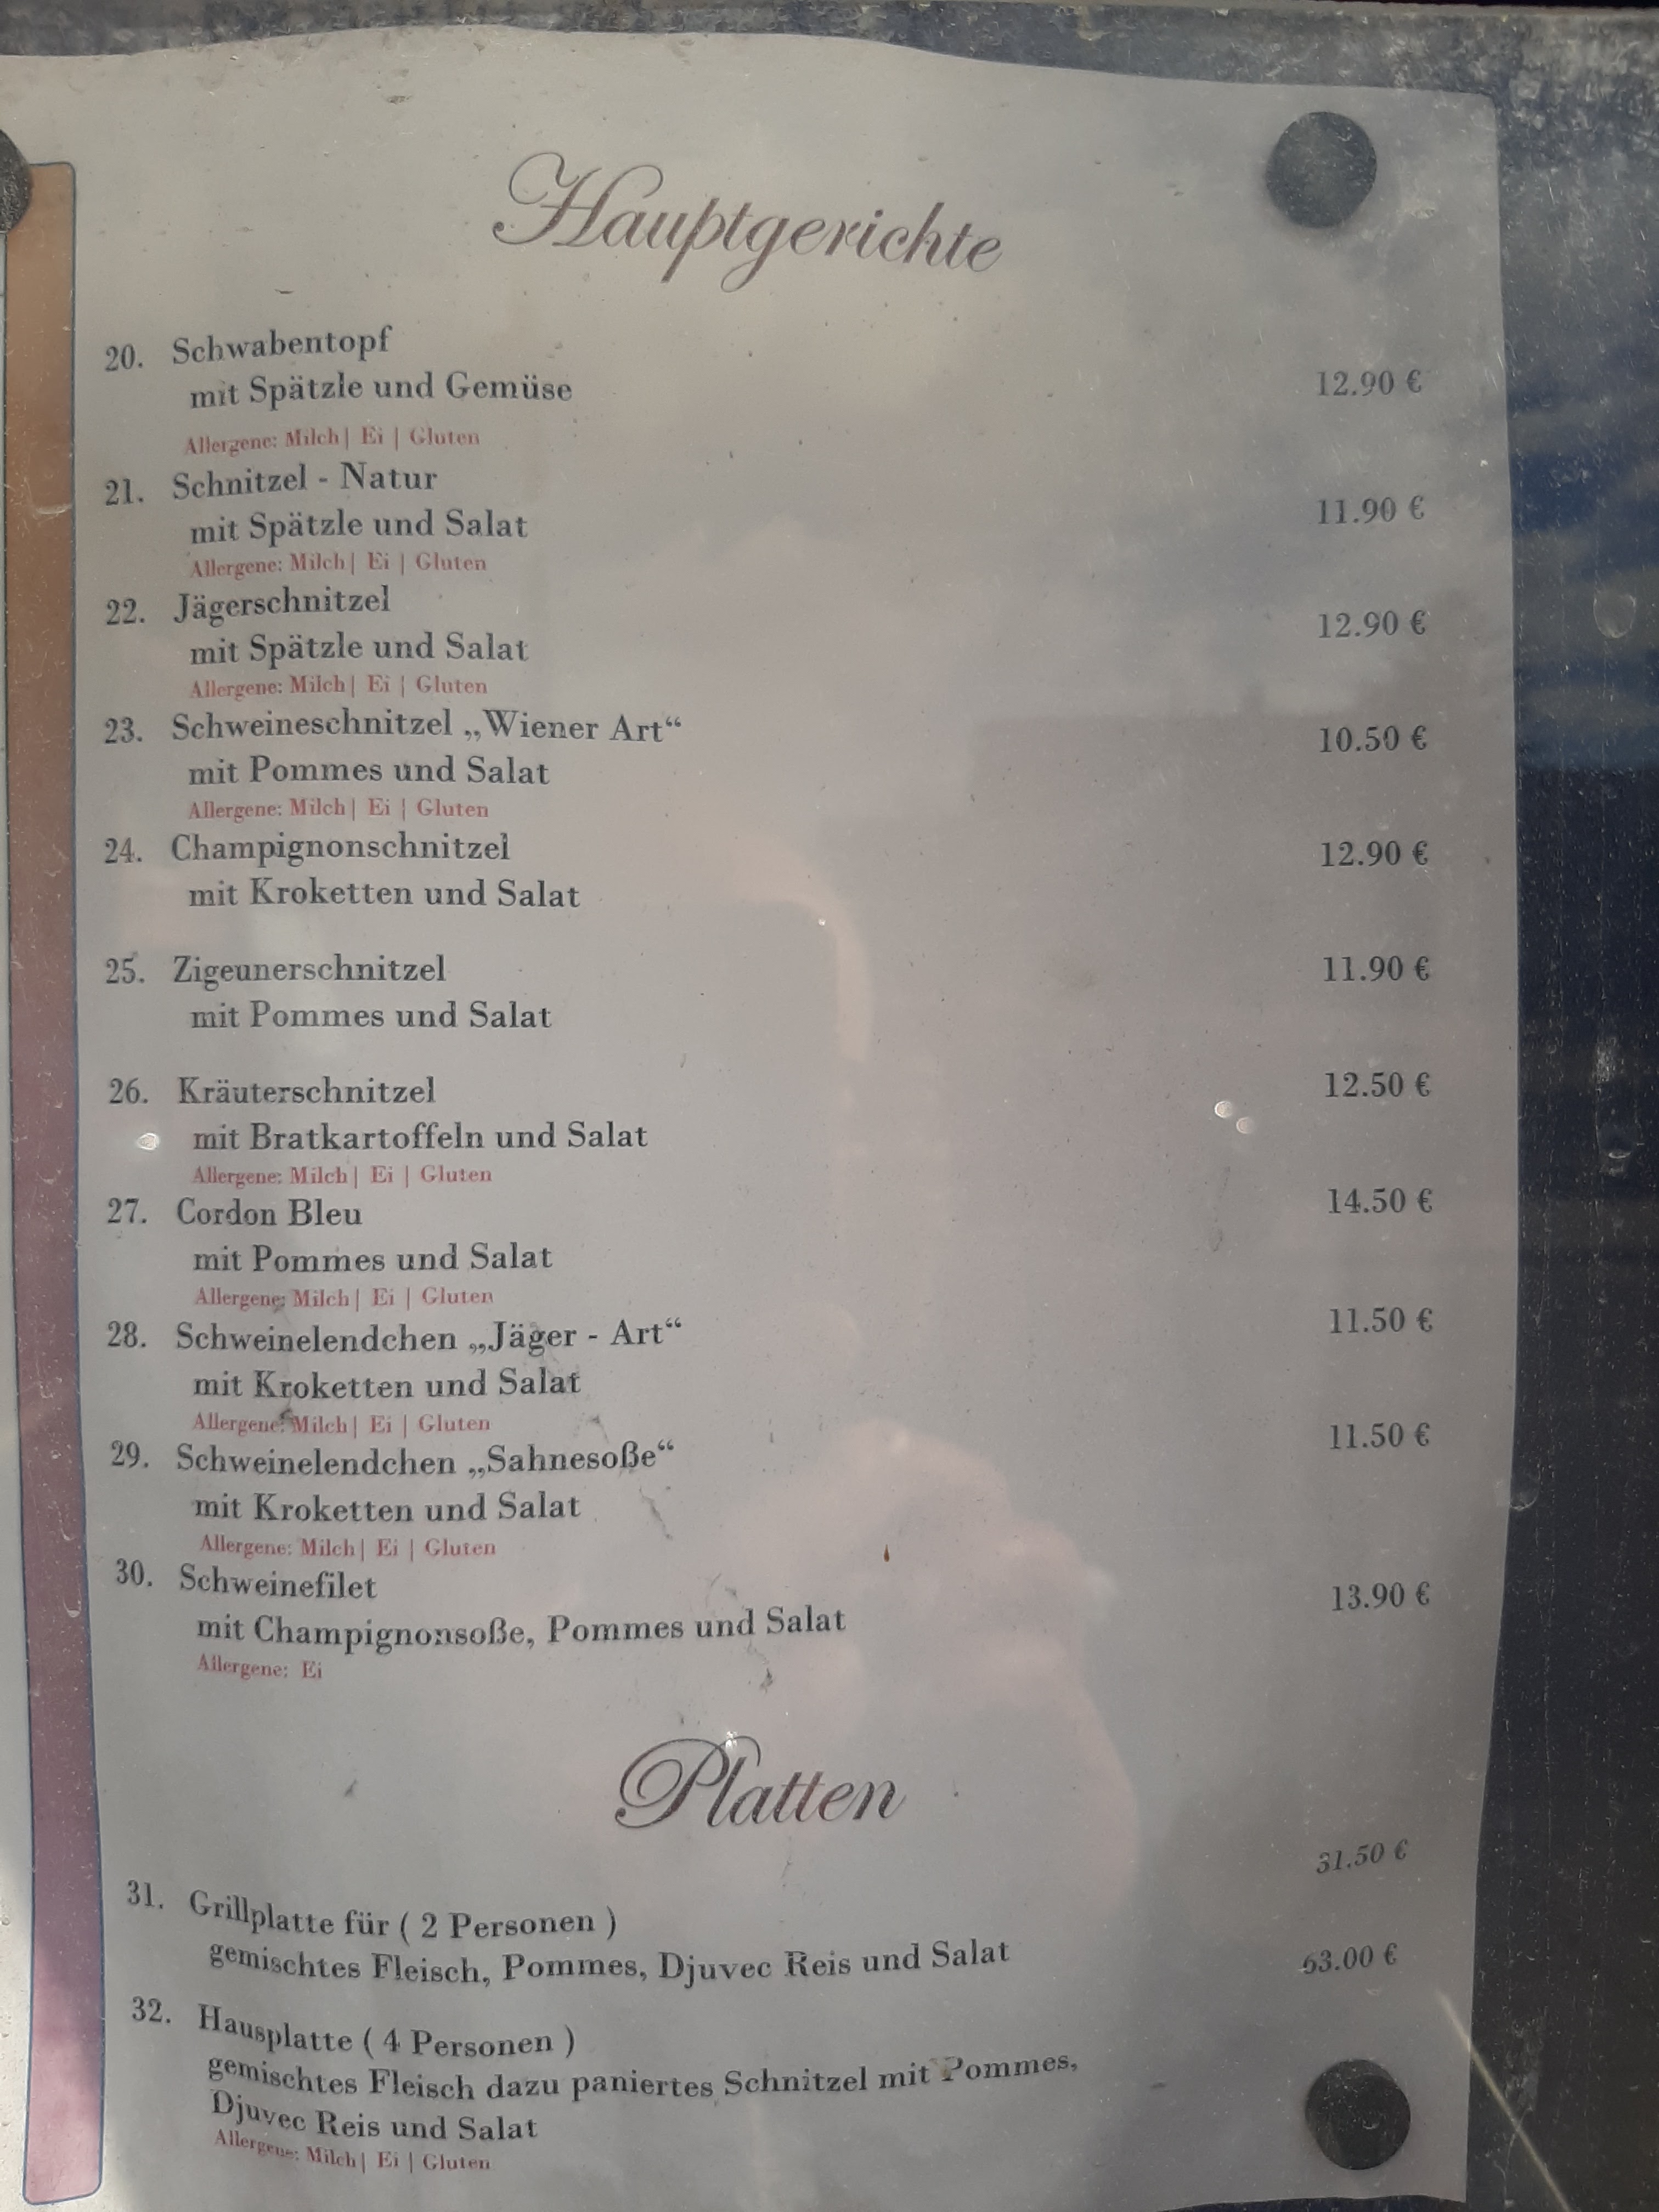 Hauptgerichte
20. Schwabentopf
mit Spätzle und Gemüse 12.90 €
Allergene: Milch| Ei | Gluten
21. Schnitzel - Natur
mit Spätzle und Salat 11.90 €
Allergene: Milch| Ei | Gluten
22. Jägerschnitzel 12.90 €
mit Spätzle und Salat
Allergene: Milch| Ei | Gluten
23. Schweineschnitzel „Wiener Art“ 10.50 €
mit Pommes und Salat
Allergene: Milch| Ei | Gluten
24. Champignonschnitzel 12.90 €
mit Kroketten und Salat
25. Zigeunerschnitzel 11.90 €
mit Pommes und Salat
26. Kräuterschnitzel 12.50 €
mit Bratkartoffeln und Salat
Allergene: Milch| Ei | Gluten
27. Cordon Bleu 14.50 €
mit Pommes und Salat
Allergene: Milch| Ei | Gluten
28. Schweinelendchen „Jäger - Art“ 11.50 €
mit Kroketten und Salat
Allergene: Milch| Ei | Gluten
29. Schweinelendchen „Sahnesoße“ 11.50 €
mit Kroketten und Salat
Allergene: Milch| Ei | Gluten
30. Schweinefilet 13.90 €
mit Champignonsoße, Pommes und Salat
Allergene: Ei
Platten
31. Grillplatte für ( 2 Personen ) 31.50 €
gemischtes Fleisch, Pommes, Djuvec Reis und Salat
32. Hausplatte ( 4 Personen ) 63.00 €
gemischtes Fleisch dazu paniertes Schnitzel mit Pommes,
Djuvec Reis und Salat
Allergene: Milch| Ei | Gluten